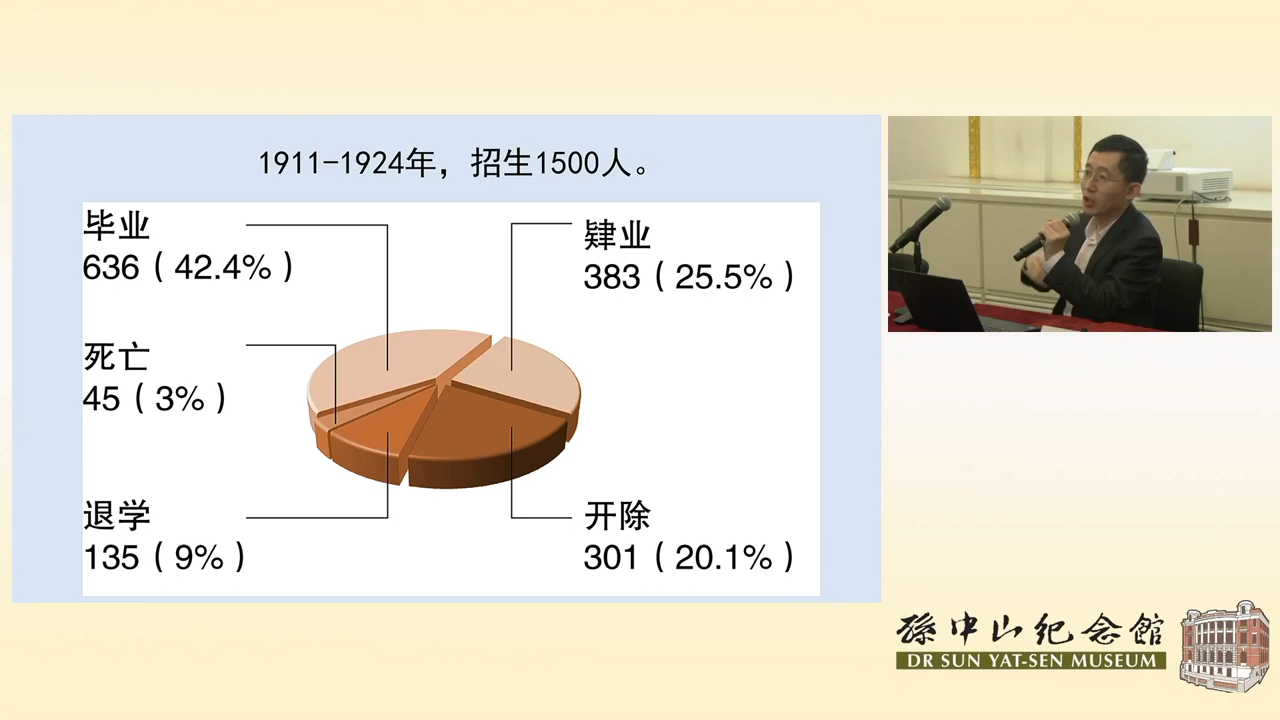 1911-1924年，招生1500人。
毕业
636（42.4%）
肄业
383（25.5%）
死亡
45（3%）
退学
135（9%）
开除
301（20.1%）
孫中山纪念館
DR SUN YAT-SEN MUSEUM